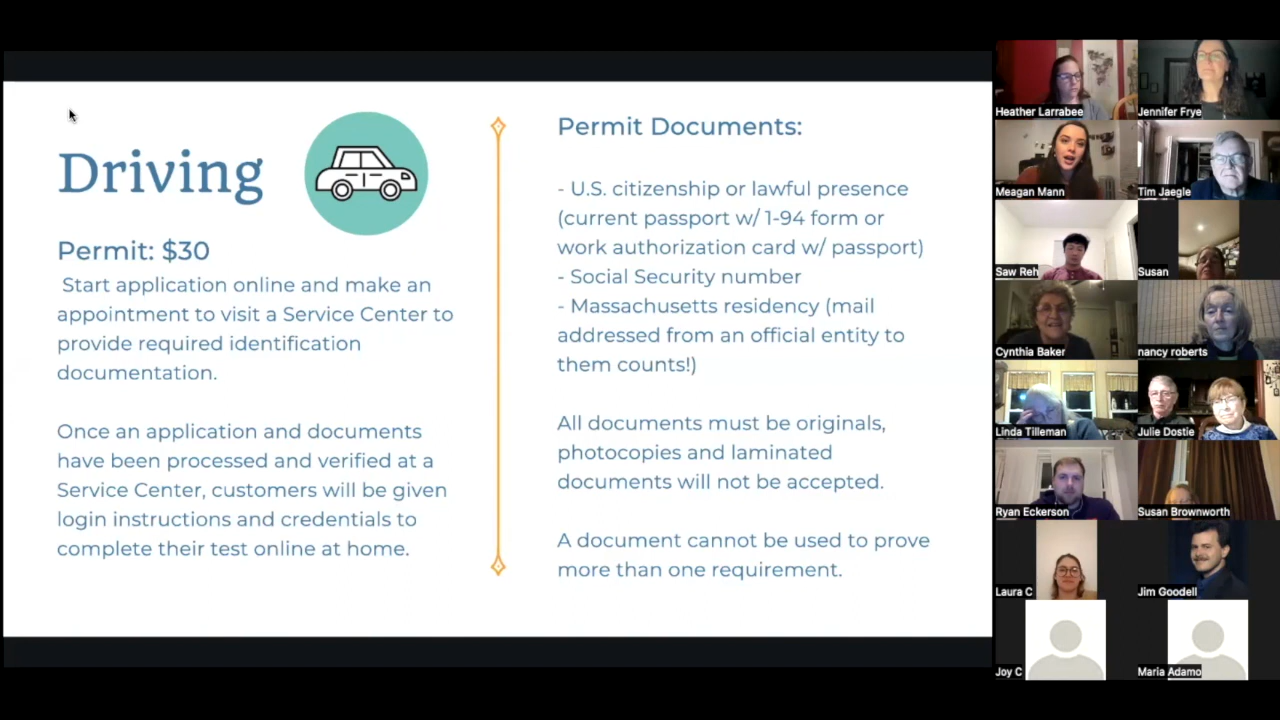 Driving
Permit: $30
Start application online and make an
appointment to visit a Service Center to
provide required identification
documentation.
Once an application and documents
have been processed and verified at a
Service Center, customers will be given
login instructions and credentials to
complete their test online at home.
Permit Documents:
- U.S. citizenship or lawful presence
(current passport w/ 1-94 form or
work authorization card w/ passport)
- Social Security number
- Massachusetts residency (mail
addressed from an official entity to
them counts!)
All documents must be originals,
photocopies and laminated
documents will not be accepted.
A document cannot be used to prove
more than one requirement.
Heather Larrabee
Jennifer Frye
Meagan Mann
Tim Jaegle
Saw Reh
Susan
Cynthia Baker
nancy roberts
Linda Tilleman
Julie Dostie
Ryan Eckerson
Susan Brownworth
Laura C
Jim Goodell
Joy C
Maria Adamo